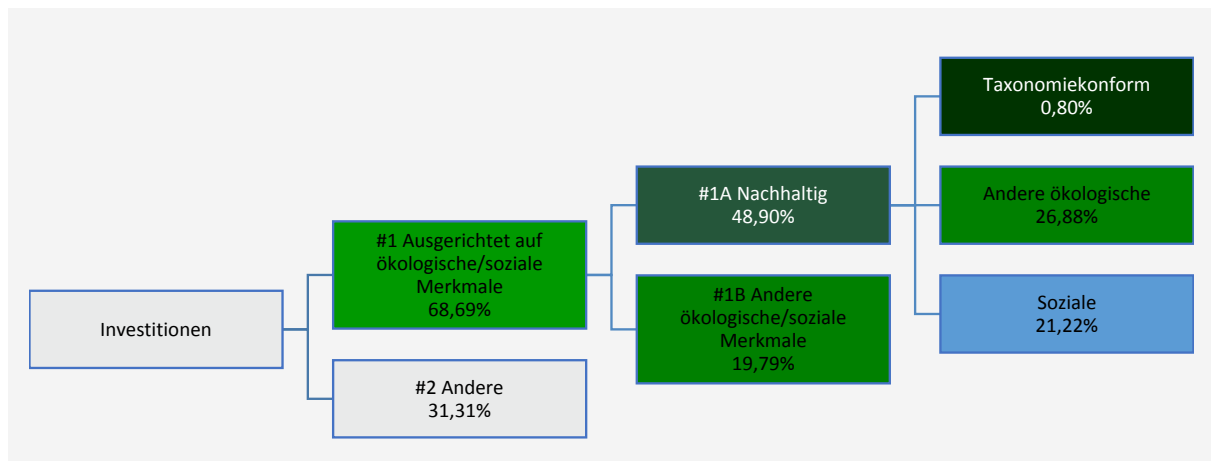 Investitionen
#1 Ausgerichtet auf
ökologische/soziale
Merkmale
68,69%
#2 Andere
31,31%
#1A Nachhaltig
48,90%
#1B Andere
ökologische/soziale
Merkmale
19,79%
Taxonomiekonform
0,80%
Andere ökologische
26,88%
Soziale
21,22%